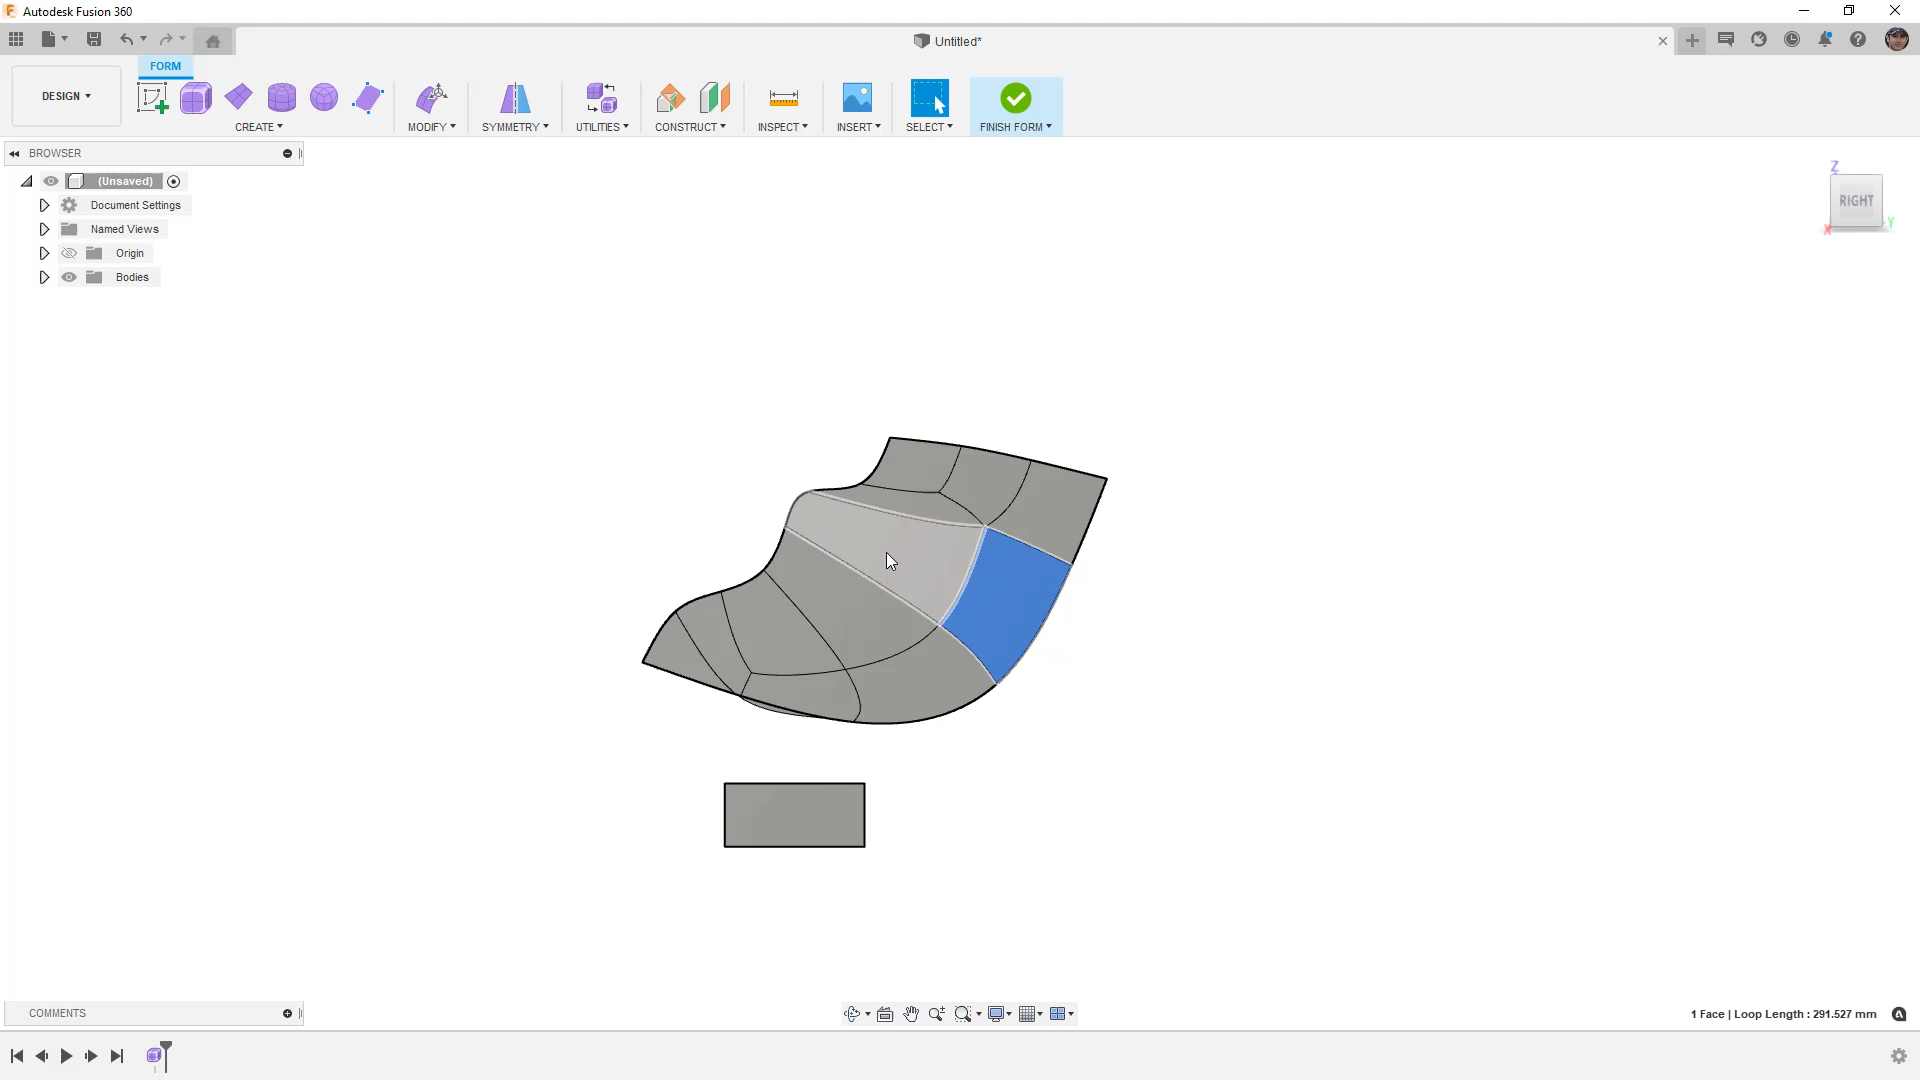 Autodesk Fusion 360
Untitled*
FORM
DESIGN
CREATE
MODIFY
SYMMETRY
UTILITIES
CONSTRUCT
INSPECT
INSERT
SELECT
FINISH FORM
BROWSER
(Unsaved)
Document Settings
Named Views
Origin
Bodies
Z
RIGHT
X
Y
COMMENTS
1 Face | Loop Length : 291.527 mm